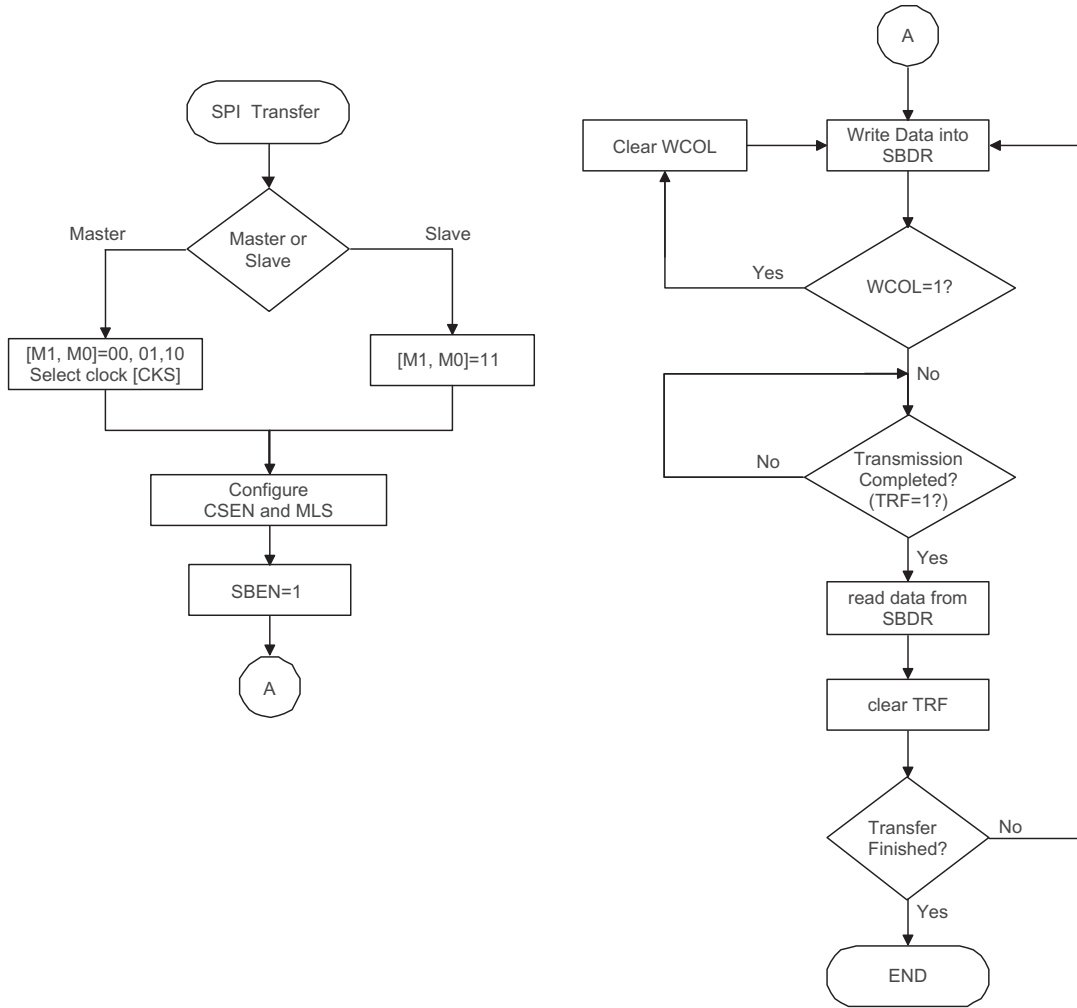 SPI Transfer
Master or
Slave
Master
Slave
[M1, M0]=00, 01,10
Select clock [CKS]
[M1, M0]=11
Configure
CSEN and MLS
SBEN=1
A
A
Write Data into
SBDR
Clear WCOL
WCOL=1?
Yes
No
Transmission
Completed?
(TRF=1?)
No
Yes
read data from
SBDR
clear TRF
Transfer
Finished?
No
Yes
END